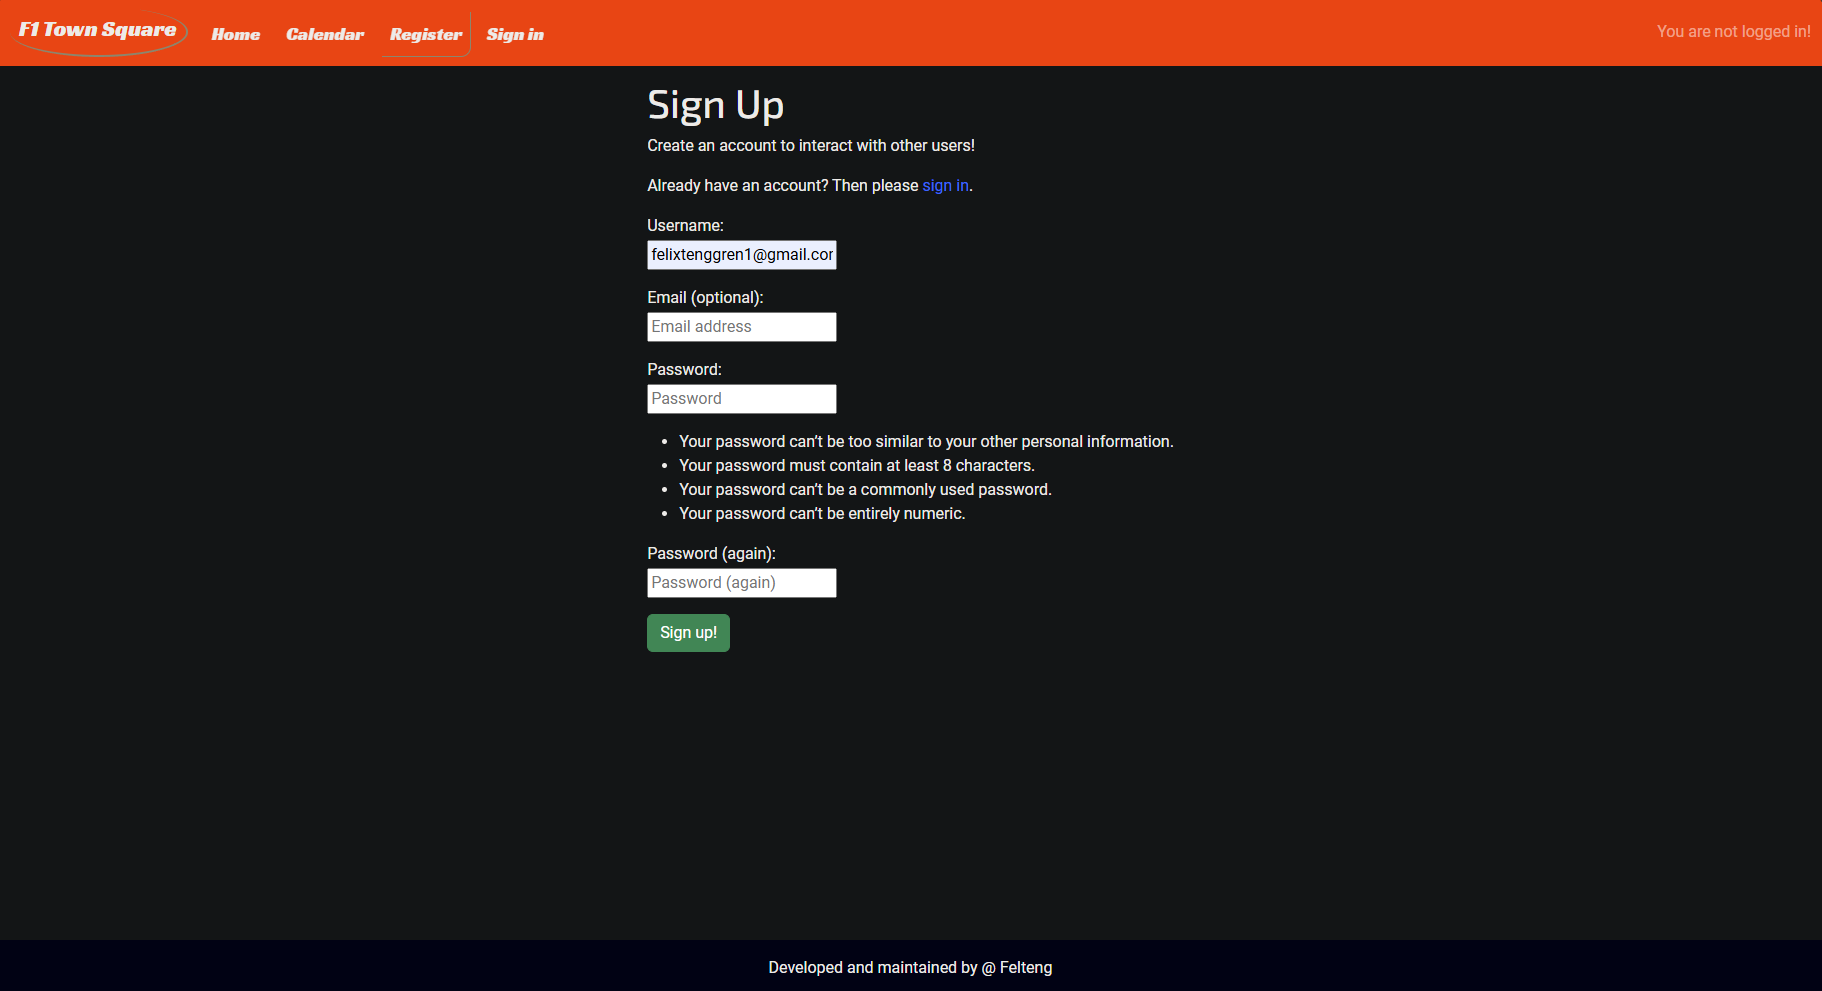 F1 Town Square
Home
Calendar
Register
Sign in
You are not logged in!
Sign Up
Create an account to interact with other users!
Already have an account? Then please sign in.
Username:
felixtenggren1@gmail.cor
Email (optional):
Email address
Password:
Password
• Your password can’t be too similar to your other personal information.
• Your password must contain at least 8 characters.
• Your password can’t be a commonly used password.
• Your password can’t be entirely numeric.
Password (again):
Password (again)
Sign up!
Developed and maintained by @ Felteng